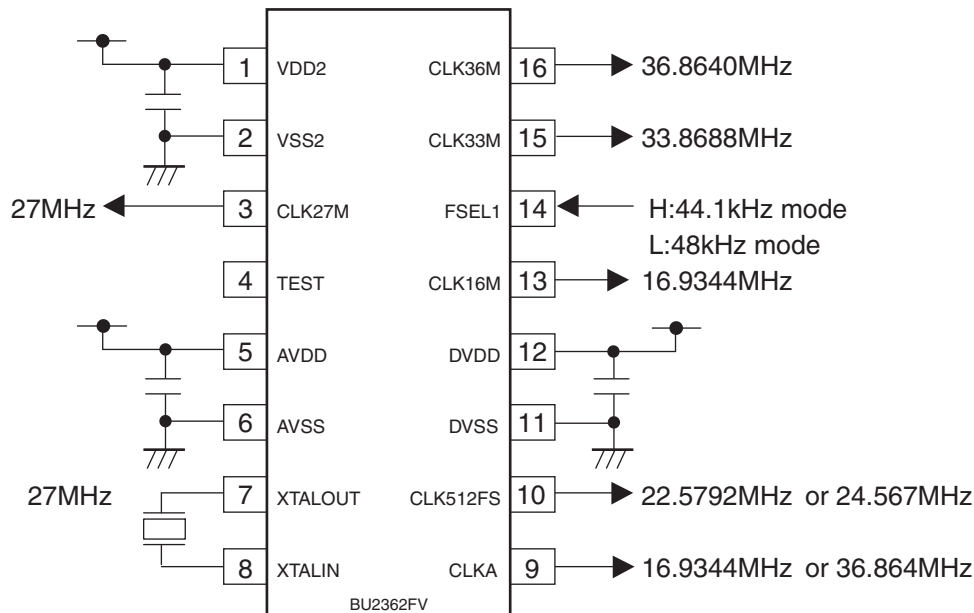 1 VDD2 CLK36M 16 36.8640MHz
2 VSS2 CLK33M 15 33.8688MHz
27MHz 3 CLK27M FSEL1 14 H:44.1kHz mode
L:48kHz mode
4 TEST CLK16M 13 16.9344MHz
5 AVDD DVDD 12
6 AVSS DVSS 11
27MHz 7 XTALOUT CLK512FS 10 22.5792MHz or 24.567MHz
8 XTALIN CLKA 9 16.9344MHz or 36.864MHz
BU2362FV